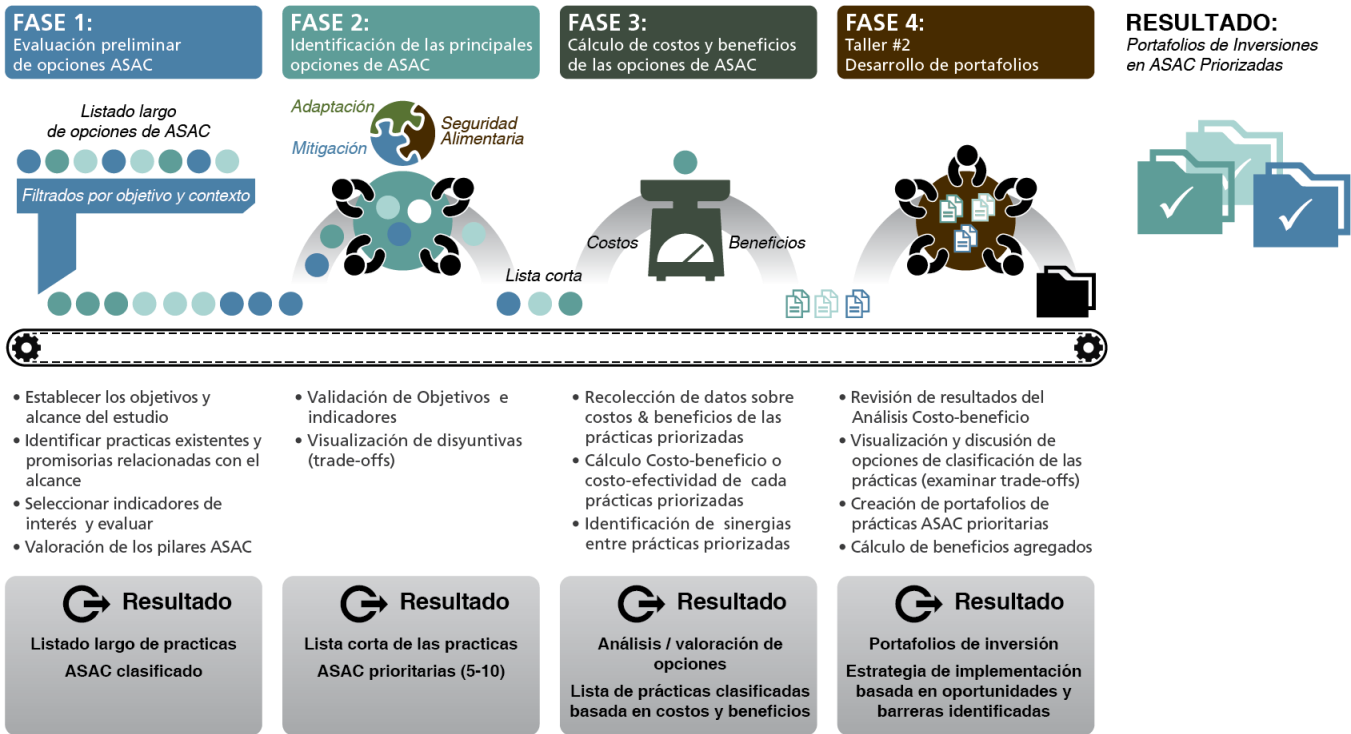 FASE 1:
Evaluación preliminar
de opciones ASAC
FASE 2:
Identificación de las principales
opciones de ASAC
FASE 3:
Cálculo de costos y beneficios
de las opciones de ASAC
FASE 4:
Taller #2
Desarrollo de portafolios
RESULTADO:
Portafolios de Inversiones
en ASAC Priorizadas
Listado largo
de opciones de ASAC
Filtrados por objetivo y contexto
Adaptación
Mitigación
Seguridad
Alimentaria
Lista corta
Costos
Beneficios
• Establecer los objetivos y
alcance del estudio
• Identificar practicas existentes y
promisorias relacionadas con el
alcance
• Seleccionar indicadores de
interés y evaluar
• Valoración de los pilares ASAC
• Validación de Objetivos e
indicadores
• Visualización de disyuntivas
(trade-offs)
• Recolección de datos sobre
costos & beneficios de las
prácticas priorizadas
• Cálculo Costo-beneficio o
costo-efectividad de cada
prácticas priorizadas
• Identificación de sinergias
entre prácticas priorizadas
• Revisión de resultados del
Análisis Costo-beneficio
• Visualización y discusión de
opciones de clasificación de las
prácticas (examinar trade-offs)
• Creación de portafolios de
prácticas ASAC prioritarias
• Cálculo de beneficios agregados
Resultado
Listado largo de practicas
ASAC clasificado
Resultado
Lista corta de las practicas
ASAC prioritarias (5-10)
Resultado
Análisis / valoración de
opciones
Lista de prácticas clasificadas
basada en costos y beneficios
Resultado
Portafolios de inversión
Estrategia de implementación
basada en oportunidades y
barreras identificadas